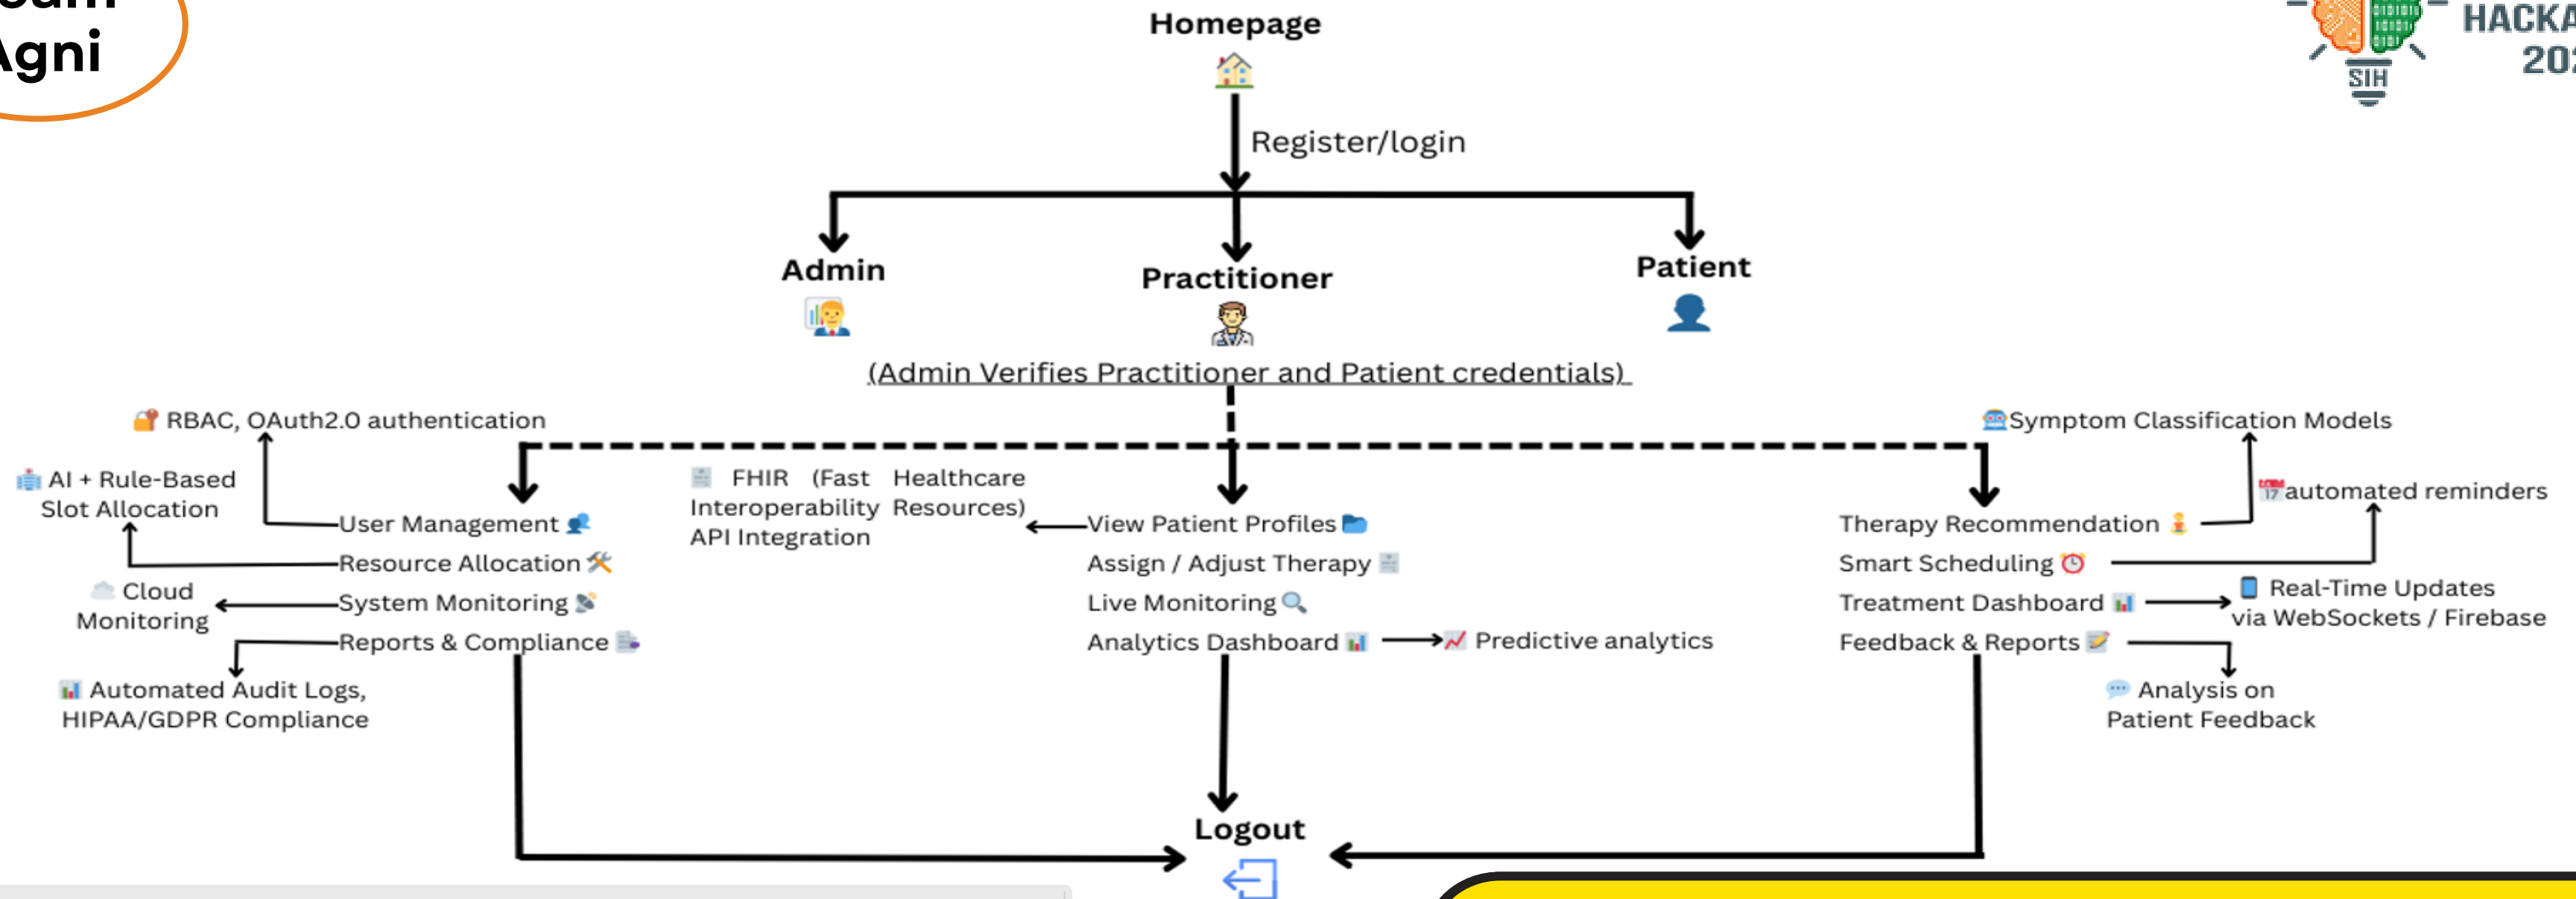 Agni
HACKA
SIH
Homepage
Register/login
Admin
Practitioner
Patient
(Admin Verifies Practitioner and Patient credentials)
RBAC, OAuth2.0 authentication
AI + Rule-Based
Slot Allocation
Cloud
Monitoring
User Management
Resource Allocation
System Monitoring
Reports & Compliance
Automated Audit Logs,
HIPAA/GDPR Compliance
FHIR (Fast Healthcare
Interoperability Resources)
API Integration
View Patient Profiles
Assign / Adjust Therapy
Live Monitoring
Analytics Dashboard
Predictive analytics
Symptom Classification Models
17
automated reminders
Therapy Recommendation
Smart Scheduling
Treatment Dashboard
Feedback & Reports
Real-Time Updates
via WebSockets / Firebase
Analysis on
Patient Feedback
Logout